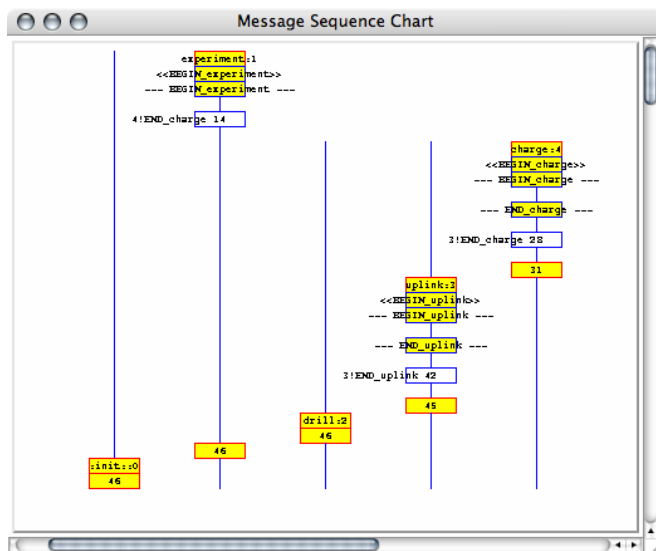 Message Sequence Chart
experiment:1
<<BEGIN_experiment>>
--- BEGIN_experiment ---
4!END_charge 14
charge:4
<<BEGIN_charge>>
--- BEGIN_charge ---
--- END_charge ---
3!END_charge 28
31
uplink:3
<<BEGIN_uplink>>
--- BEGIN_uplink ---
--- END_uplink ---
3!END_uplink 42
45
drill:2
46
46
:init::0
46